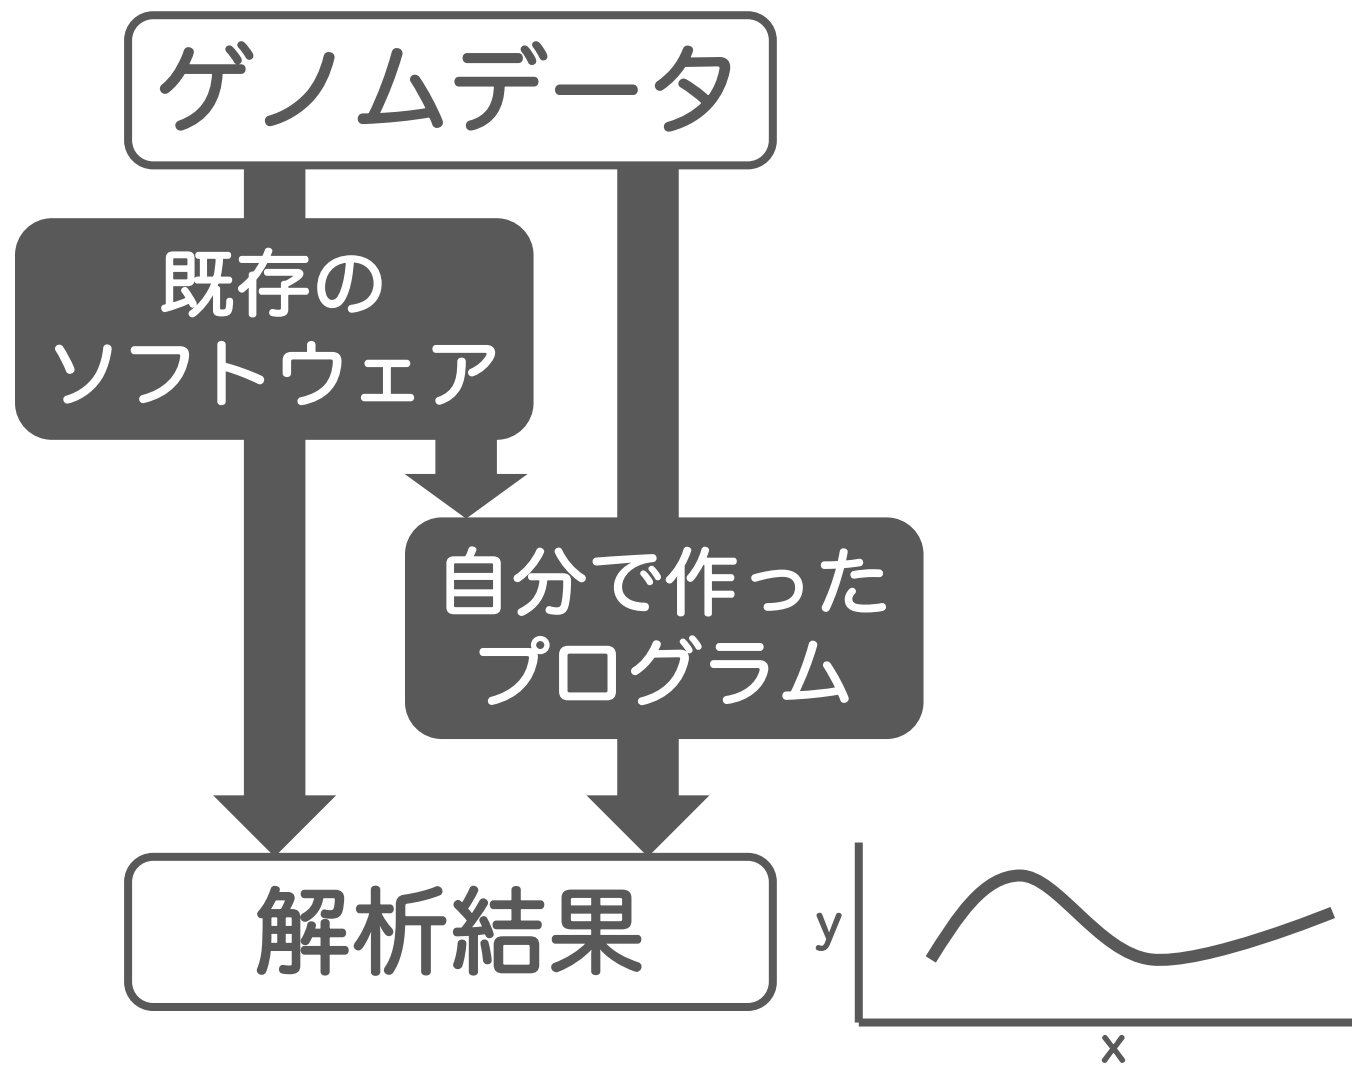 ゲノムデータ
既存の
ソフトウェア
自分で作った
プログラム
解析結果
y
x